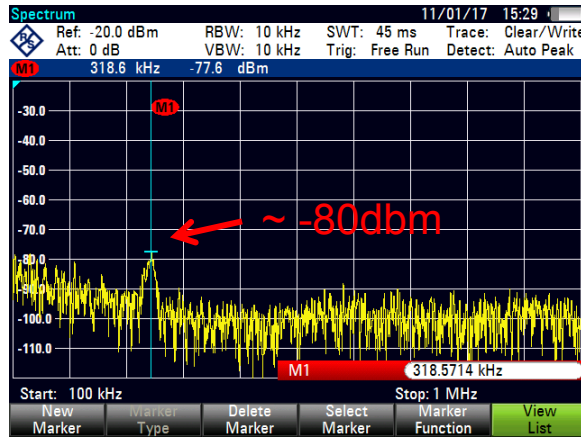 Spectrum 11/01/17 15:29
Ref: -20.0 dBm RBW: 10 kHz SWT: 45 ms Trace: Clear/Write
Att: 0 dB VBW: 10 kHz Trig: Free Run Detect: Auto Peak
M1 318.6 kHz -77.6 dBm
M1
-30.0
-40.0
-50.0
-60.0
-70.0
~ -80dbm
-80.0
-90.0
-100.0
-110.0
M1 318.5714 kHz
Start: 100 kHz Stop: 1 MHz
New Marker Delete Select Marker View
Marker Type Marker Marker Function List